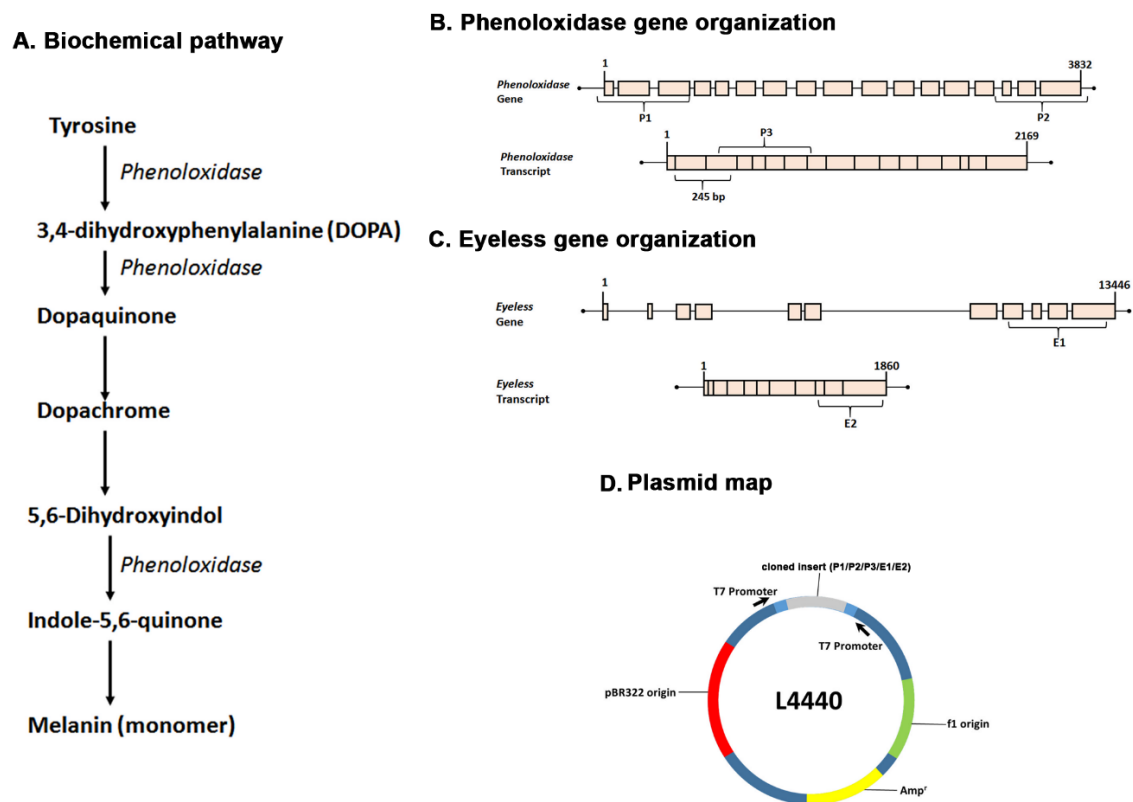 A. Biochemical pathway
Tyrosine
Phenoloxidase
3,4-dihydroxyphenylalanine (DOPA)
Phenoloxidase
Dopaquinone
Dopachrome
5,6-Dihydroxyindol
Phenoloxidase
Indole-5,6-quinone
Melanin (monomer)
B. Phenoloxidase gene organization
1
3832
Phenoloxidase
Gene
P1
P2
P3
1
2169
Phenoloxidase
Transcript
245 bp
C. Eyeless gene organization
1
13446
Eyeless
Gene
E1
1
1860
Eyeless
Transcript
E2
D. Plasmid map
cloned insert (P1/P2/P3/E1/E2)
T7 Promoter
T7 Promoter
pBR322 origin
L4440
f1 origin
Ampʳ